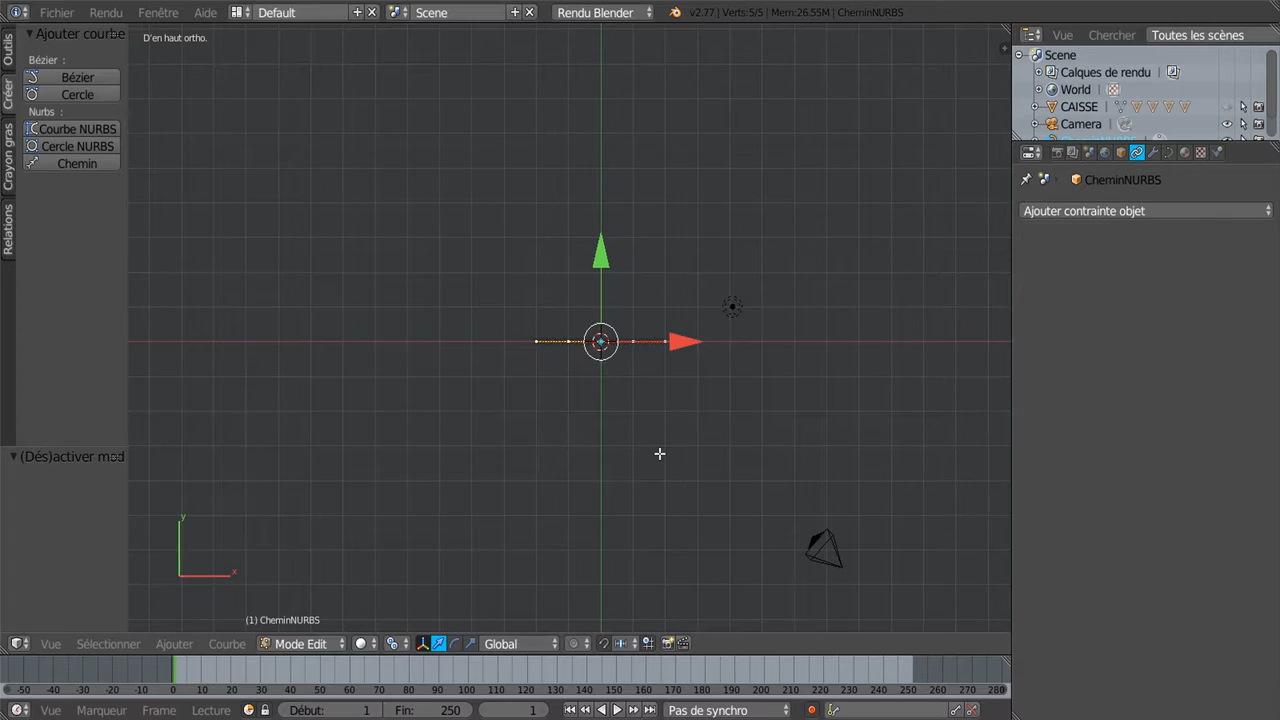 Fichier Rendu Fenêtre Aide Default Scene Rendu Blender v2.77 | Verts:5/5 | Mem:26.55M | CheminNURBS
Outils
Créer
Crayon gras
Relations
Ajouter courbe
Bézier :
Bézier
Cercle
Nurbs :
Courbe NURBS
Cercle NURBS
Chemin
(Dés)activer mod
D'en haut ortho.
y
x
(1) CheminNURBS
Vue Chercher Toutes les scènes
Scene
Calques de rendu
World
CAISSE
Camera
CheminNURBS
CheminNURBS
Ajouter contrainte objet
Vue Sélectionner Ajouter Courbe Mode Edit Global
-50 -40 -30 -20 -10 0 10 20 30 40 50 60 70 80 90 100 110 120 130 140 150 160 170 180 190 200 210 220 230 240 250 260 270 280
Vue Marqueur Frame Lecture Début: 1 Fin: 250 1 Pas de synchro